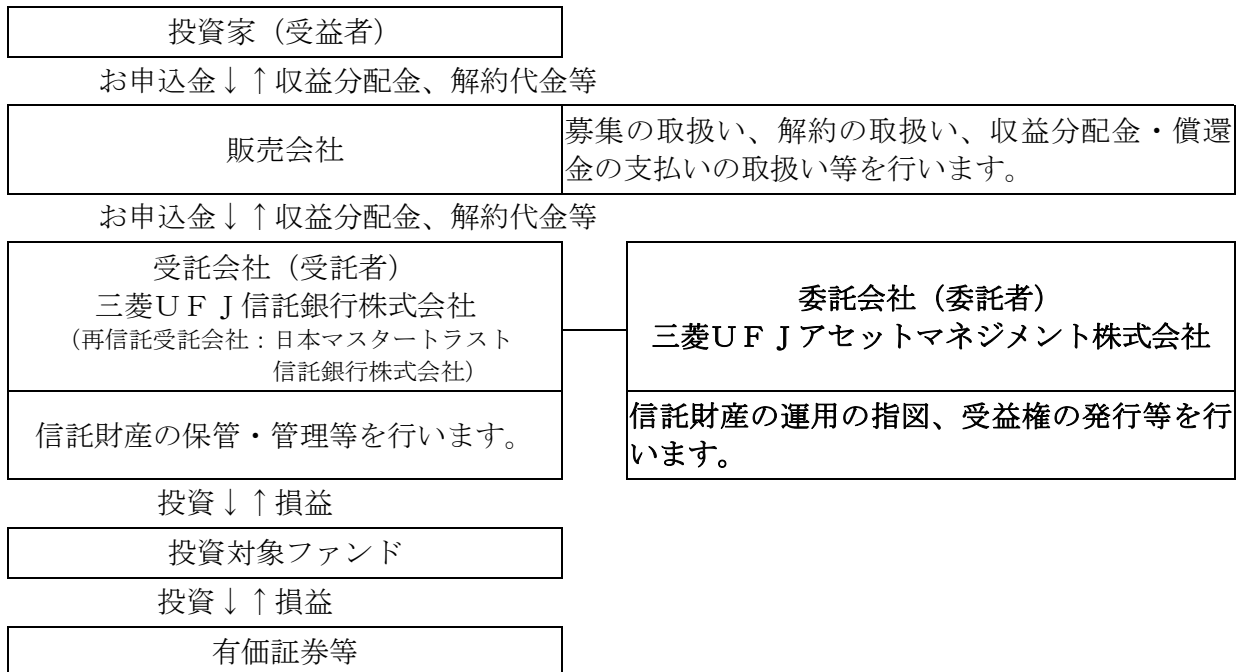 投資家（受益者）
お申込金↓↑収益分配金、解約代金等
販売会社
募集の取扱い、解約の取扱い、収益分配金・償還
金の支払いの取扱い等を行います。
お申込金↓↑収益分配金、解約代金等
受託会社（受託者）
三菱ＵＦＪ信託銀行株式会社
（再信託受託会社：日本マスタートラスト
信託銀行株式会社）
信託財産の保管・管理等を行います。
委託会社（委託者）
三菱ＵＦＪアセットマネジメント株式会社
信託財産の運用の指図、受益権の発行等を行
います。
投資↓↑損益
投資対象ファンド
投資↓↑損益
有価証券等